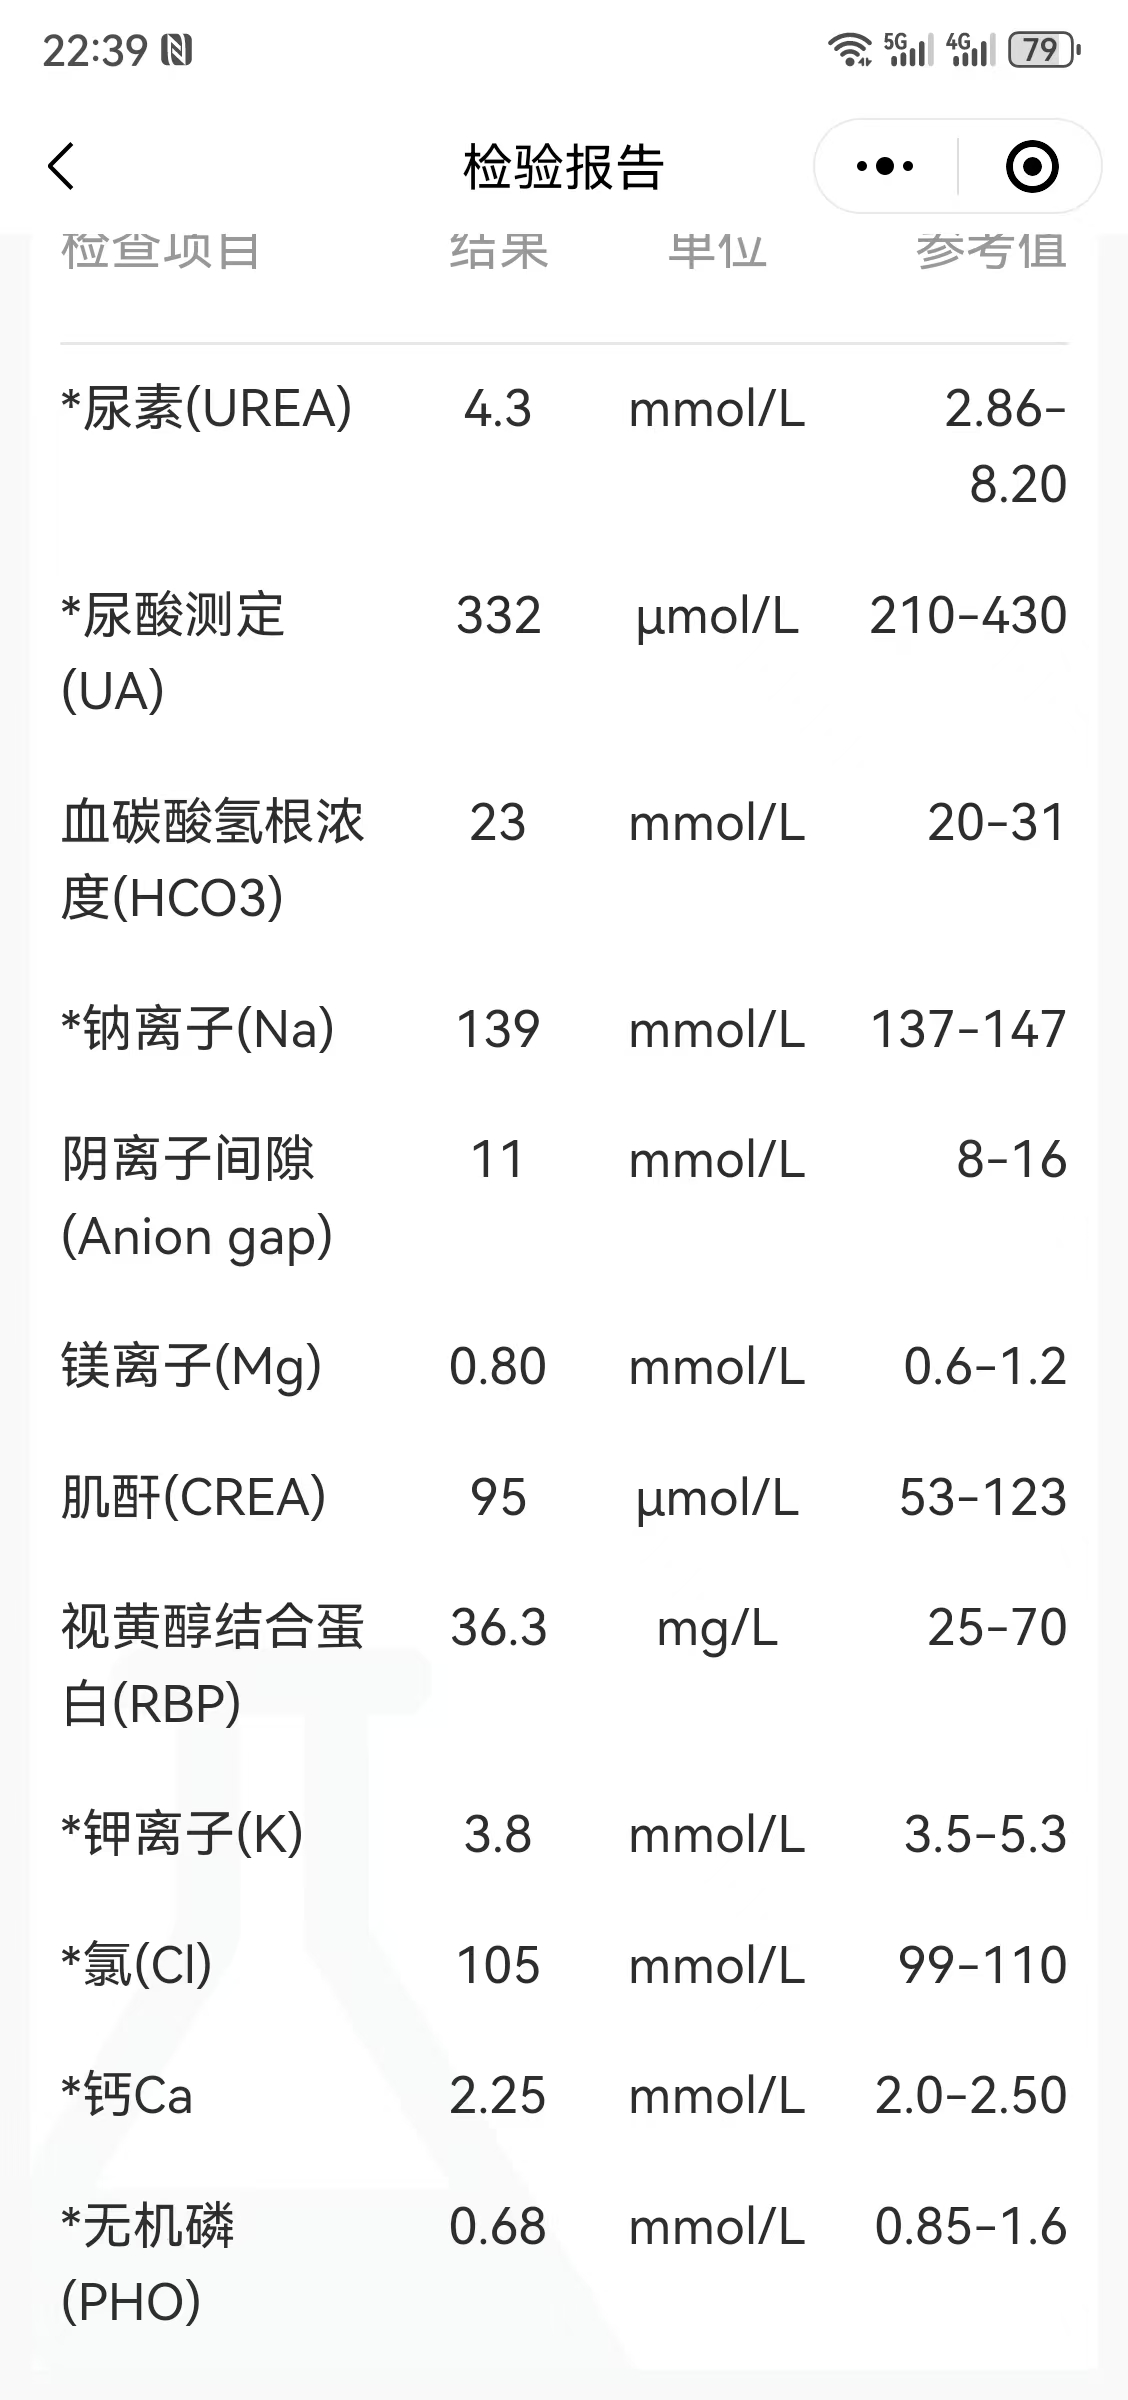 22:39 5G 4G 79
检验报告
检查项目 结果 单位 参考值
*尿素(UREA) 4.3 mmol/L 2.86-
8.20
*尿酸测定 332 μmol/L 210-430
(UA)
血碳酸氢根浓 23 mmol/L 20-31
度(HCO3)
*钠离子(Na) 139 mmol/L 137-147
阴离子间隙 11 mmol/L 8-16
(Anion gap)
镁离子(Mg) 0.80 mmol/L 0.6-1.2
肌酐(CREA) 95 μmol/L 53-123
视黄醇结合蛋 36.3 mg/L 25-70
白(RBP)
*钾离子(K) 3.8 mmol/L 3.5-5.3
*氯(Cl) 105 mmol/L 99-110
*钙Ca 2.25 mmol/L 2.0-2.50
*无机磷 0.68 mmol/L 0.85-1.6
(PHO)